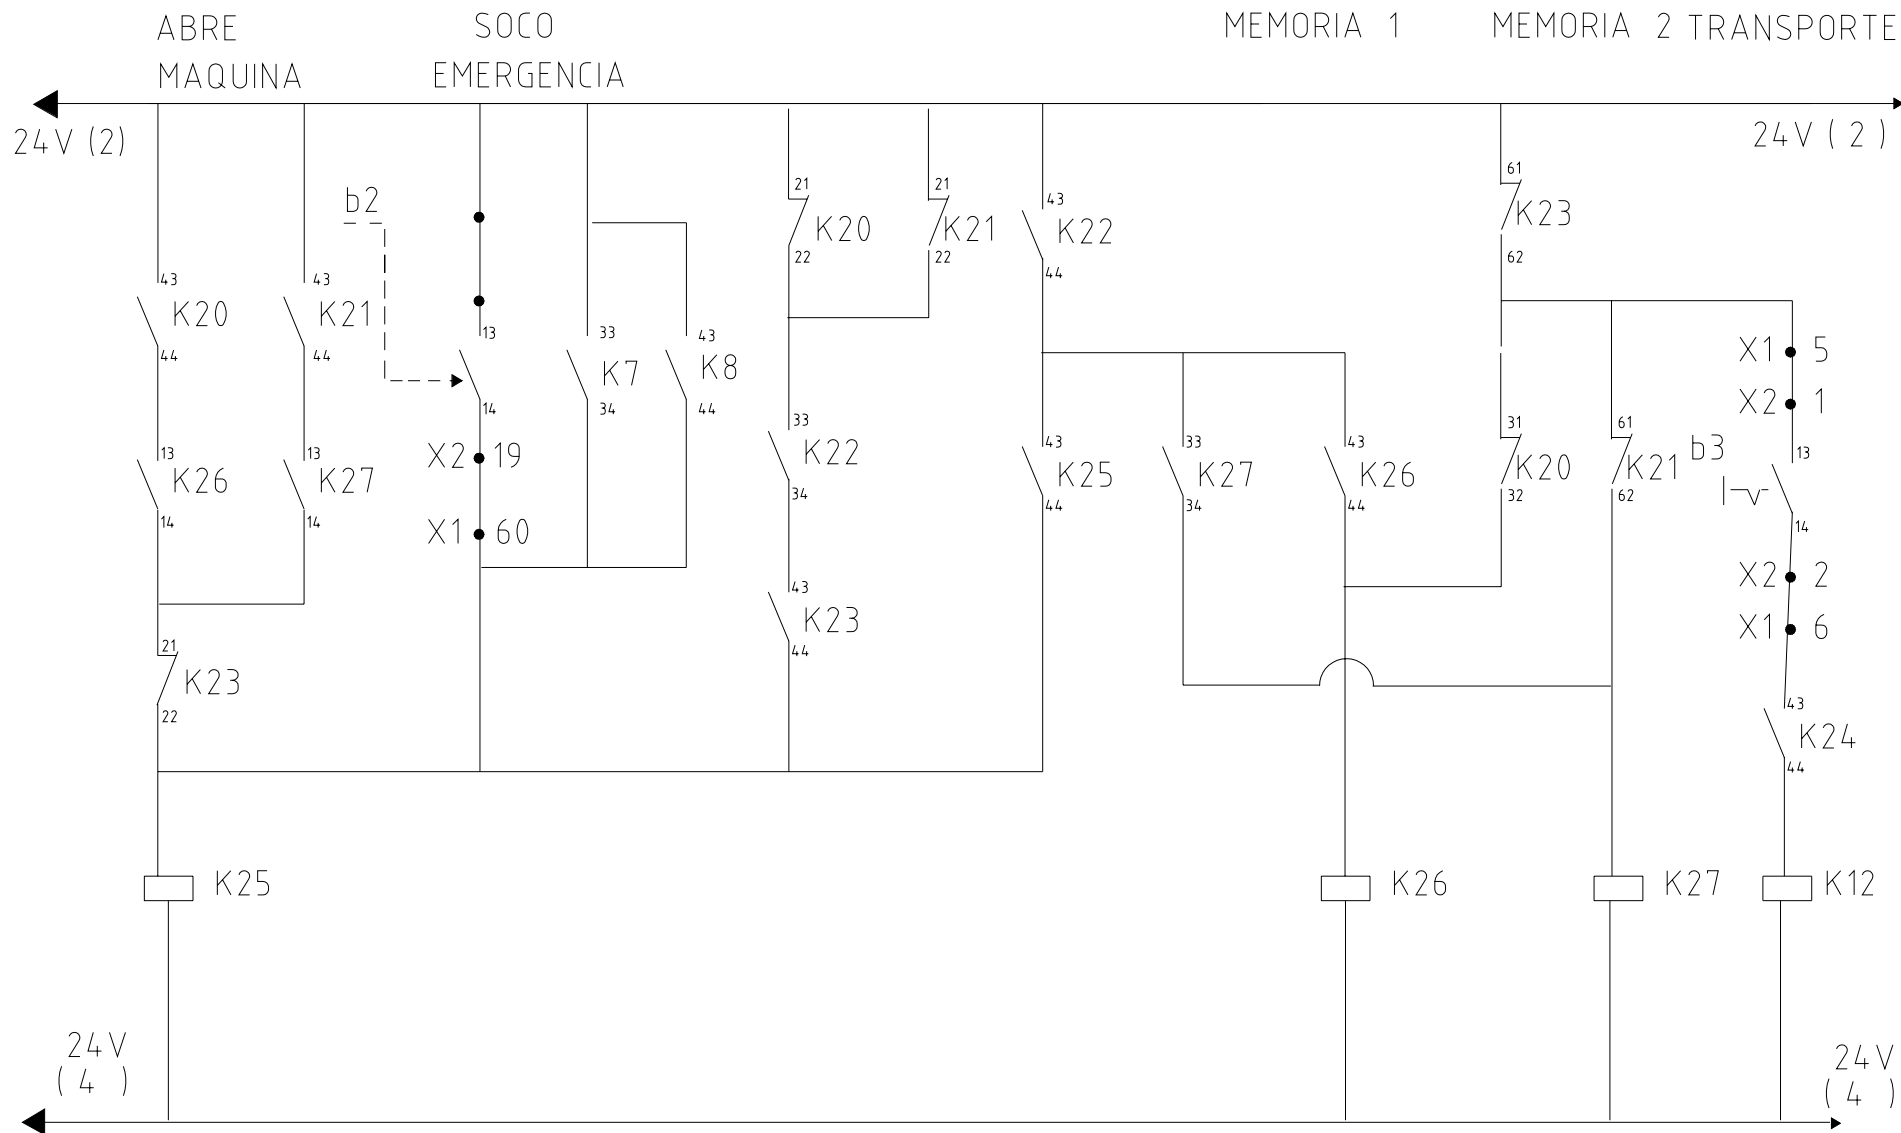 ABRE
MAQUINA
SOCO
EMERGENCIA
MEMORIA 1
MEMORIA 2
TRANSPORTE
24V (2)
24V ( 2 )
b2
43
K20
44
43
K21
44
13
K26
14
13
K27
14
21
K23
22
13
14
X2 19
X1 60
33
K7
34
43
K8
44
21
K20
22
21
K21
22
33
K22
34
43
K23
44
43
K22
44
43
K25
44
33
K27
34
43
K26
44
61
K23
62
31
K20
32
61
K21
62
X1 5
X2 1
b3
13
14
X2 2
X1 6
43
K24
44
K25
K26
K27
K12
24V
( 4 )
24V
( 4 )